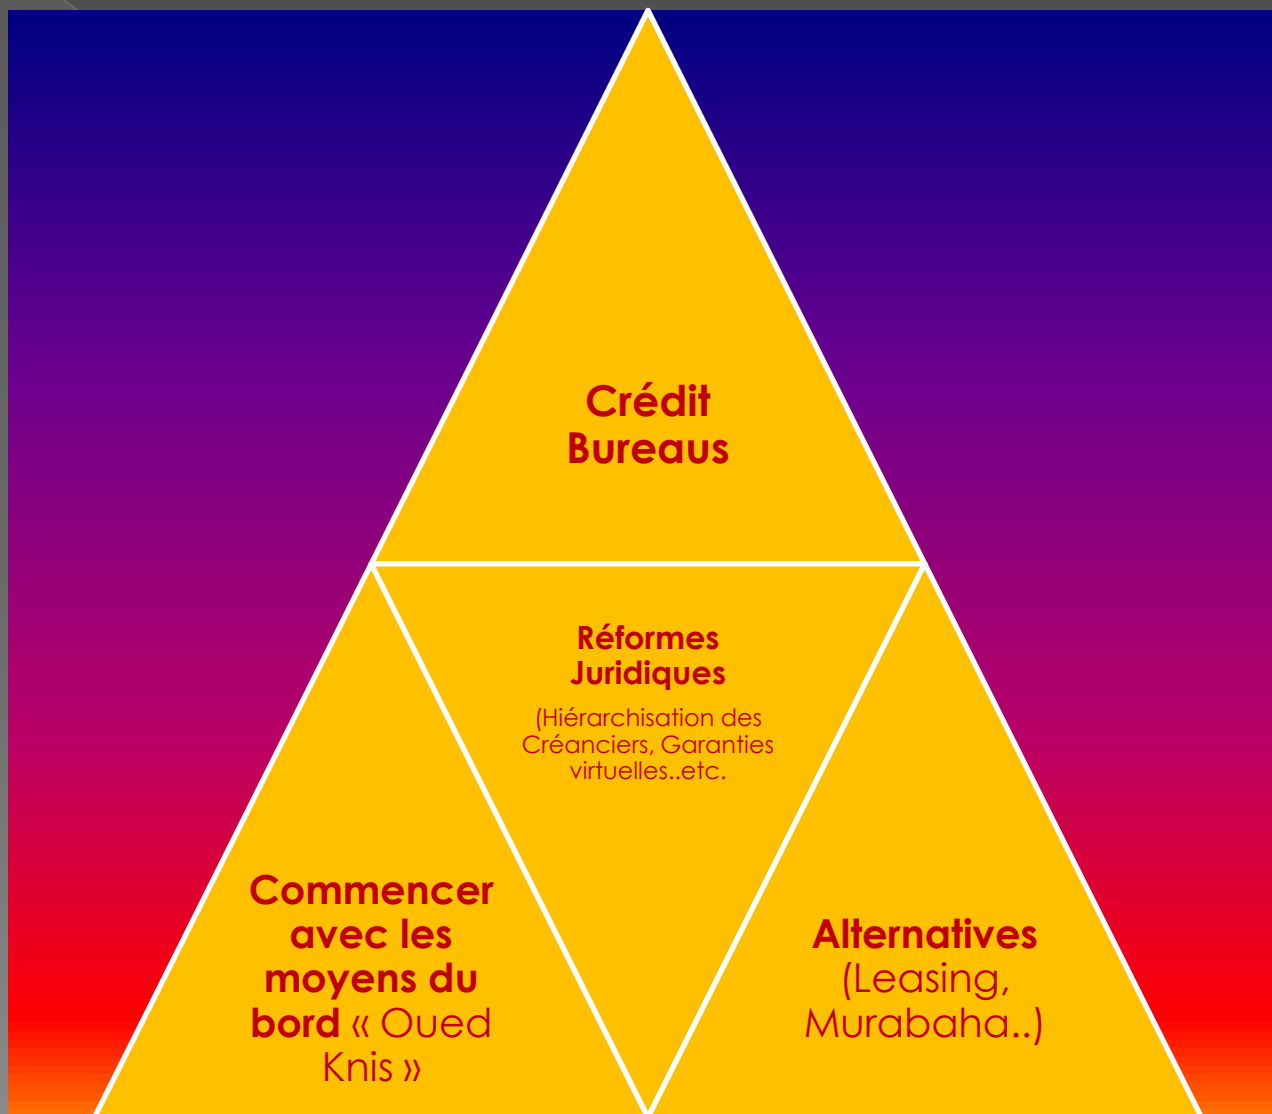 Crédit
Bureaus
Réformes
Juridiques
(Hiérarchisation des
Créanciers, Garanties
virtuelles..etc.
Commencer
avec les
moyens du
bord « Oued
Knis »
Alternatives
(Leasing,
Murabaha..)